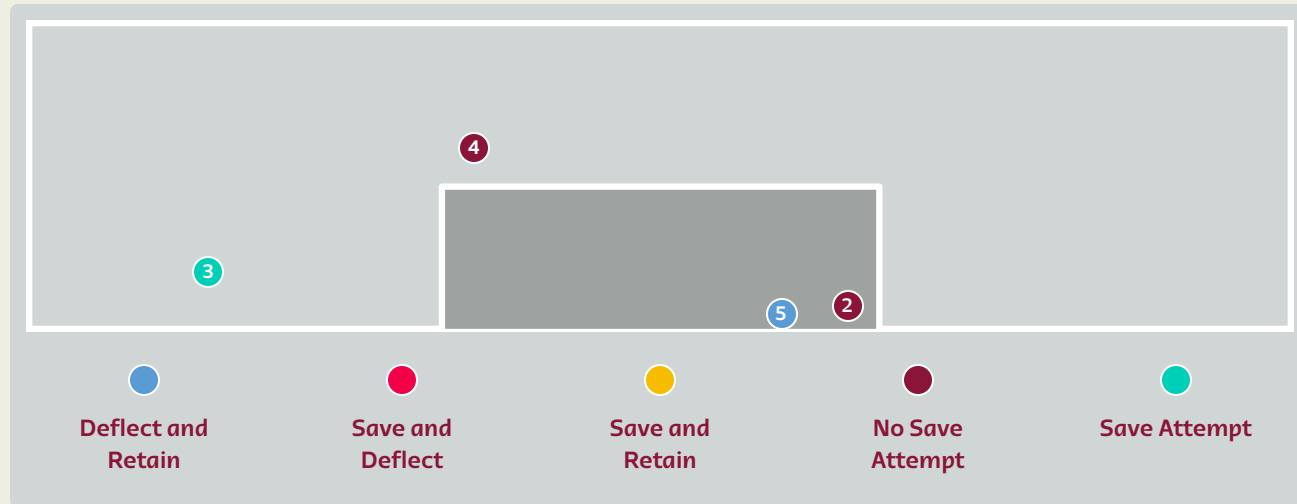 4
3
5
2
Deflect and
Retain
Save and
Deflect
Save and
Retain
No Save
Attempt
Save Attempt